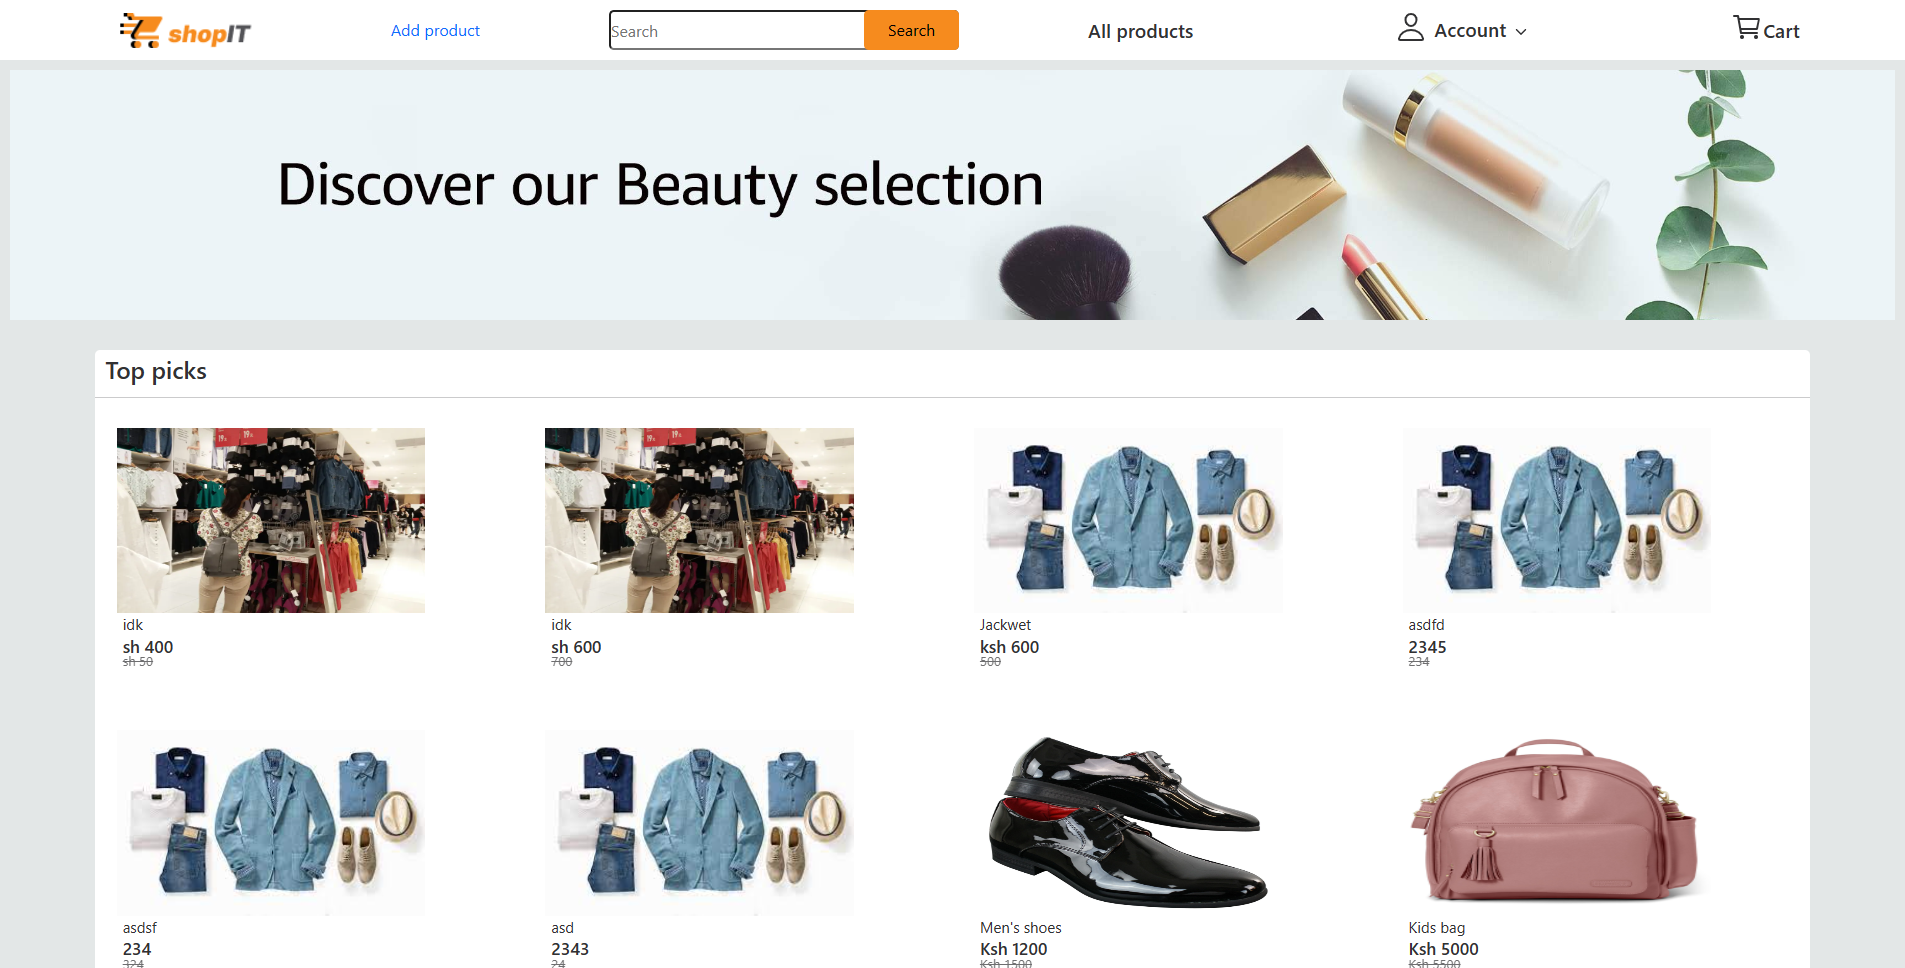 shopIT
Add product
Search
Search
All products
Account
Cart
Discover our Beauty selection
Top picks
19
19
idk
sh 400
sh 50
idk
sh 600
700
Jackwet
ksh 600
500
asdfd
2345
234
asdsf
234
324
asd
2343
24
Men's shoes
Ksh 1200
Ksh 1500
Kids bag
Ksh 5000
Ksh 5500